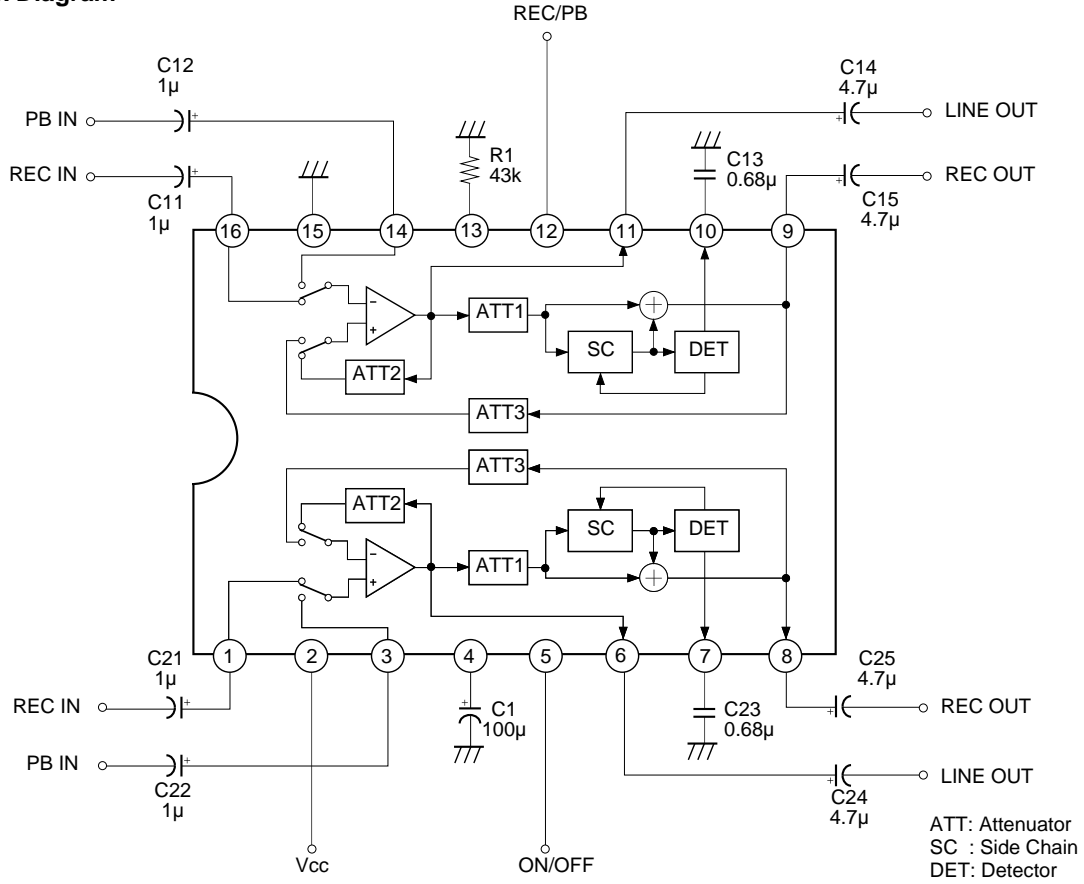 REC/PB
C12
1µ
PB IN
+
C14
4.7µ
+
LINE OUT
R1
43k
C13
0.68µ
REC IN
+
C11
1µ
+
REC OUT
C15
4.7µ
16
15
14
13
12
11
10
9
−
+
ATT1
+
SC
DET
ATT2
ATT3
ATT3
ATT2
SC
DET
−
+
ATT1
+
1
2
3
4
5
6
7
8
C21
1µ
REC IN
+
+
C1
100µ
C23
0.68µ
C25
4.7µ
+
REC OUT
PB IN
+
C22
1µ
+
LINE OUT
C24
4.7µ
Vcc
ON/OFF
ATT: Attenuator
SC : Side Chain
DET: Detector